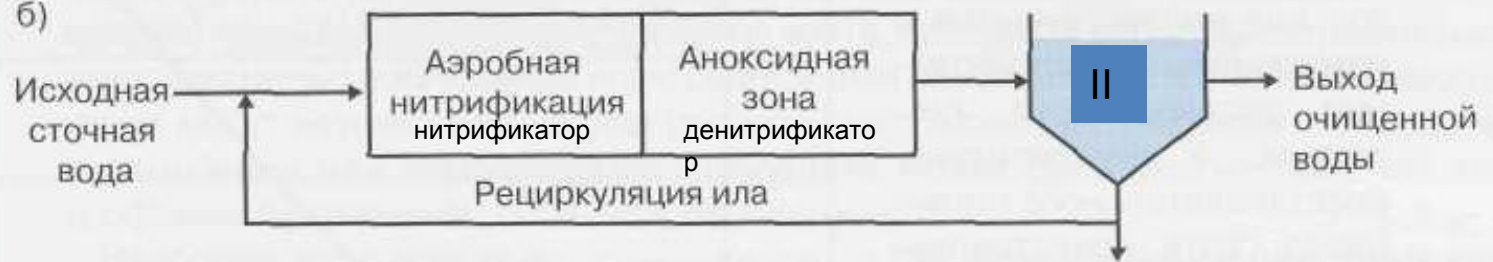 б)
Исходная
сточная
вода
Аэробная
нитрификация
нитрификатор
Аноксидная
зона
денитрификато
р
II
Выход
очищенной
воды
Рециркуляция ила